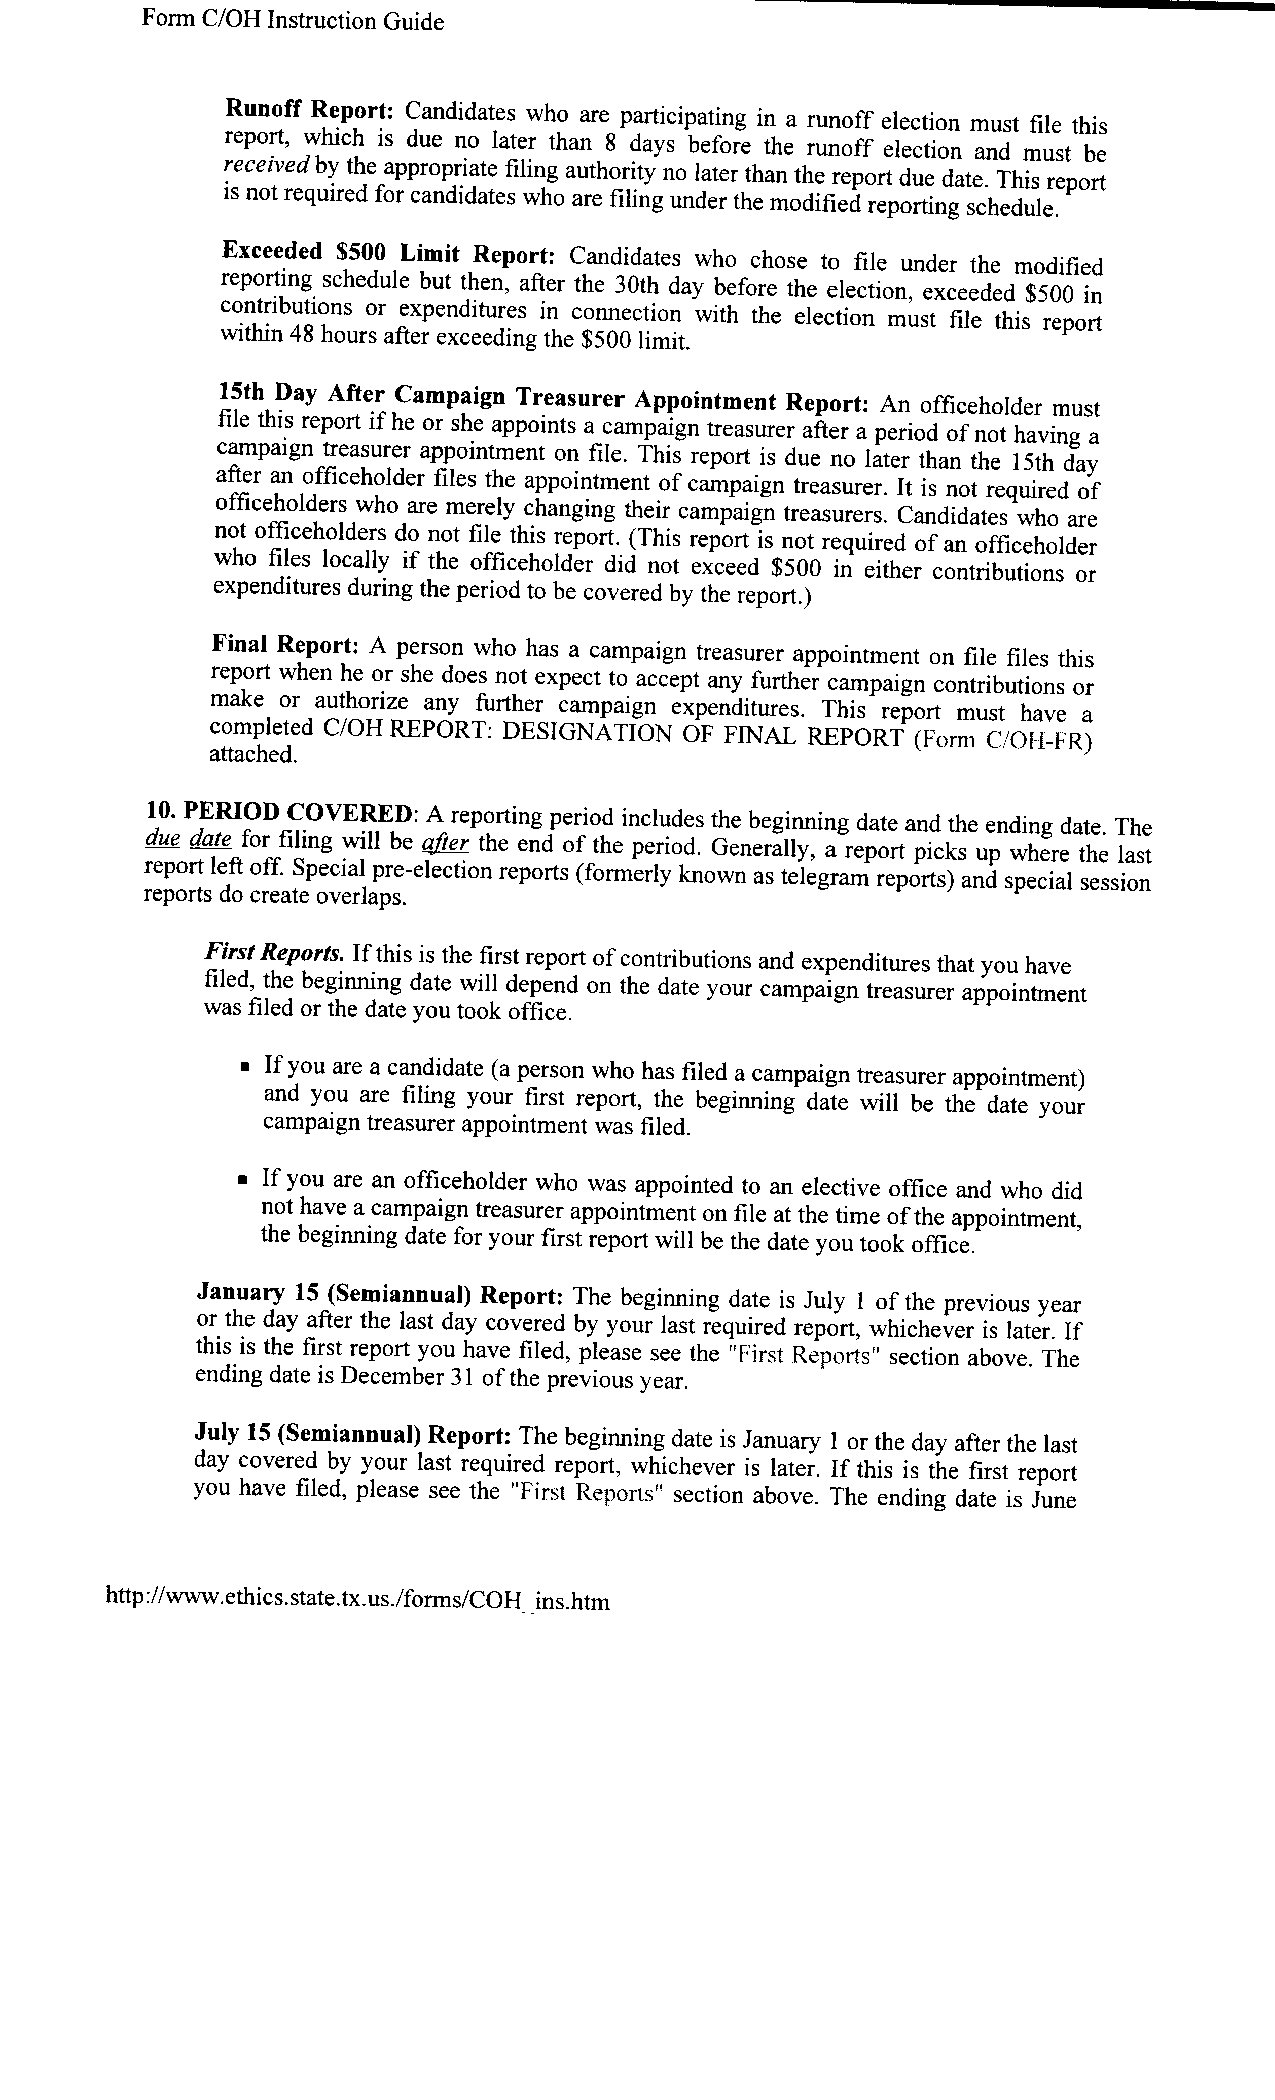 Form C/OH Instruction Guide
Runoff Report: Candidates who are participating in a runoff election must file this
report, which is due no later than 8 days before the runoff election and must be
received by the appropriate filing authority no later than the report due date. This report
is not required for candidates who are filing under the modified reporting schedule.
Exceeded $500 Limit Report: Candidates who chose to file under the modified
reporting schedule but then, after the 30th day before the election, exceeded $500 in
contributions or expenditures in connection with the election must file this report
within 48 hours after exceeding the $500 limit.
15th Day After Campaign Treasurer Appointment Report: An officeholder must
file this report if he or she appoints a campaign treasurer after a period of not having a
campaign treasurer appointment on file. This report is due no later than the 15th day
after an officeholder files the appointment of campaign treasurer. It is not required of
officeholders who are merely changing their campaign treasurers. Candidates who are
not officeholders do not file this report. (This report is not required of an officeholder
who files locally if the officeholder did not exceed $500 in either contributions or
expenditures during the period to be covered by the report.)
Final Report: A person who has a campaign treasurer appointment on file files this
report when he or she does not expect to accept any further campaign contributions or
make or authorize any further campaign expenditures. This report must have a
completed C/OH REPORT: DESIGNATION OF FINAL REPORT (Form C/OH-FR)
attached.
10. PERIOD COVERED: A reporting period includes the beginning date and the ending date. The
due date for filing will be after the end of the period. Generally, a report picks up where the last
report left off. Special pre-election reports (formerly known as telegram reports) and special session
reports do create overlaps.
First Reports. If this is the first report of contributions and expenditures that you have
filed, the beginning date will depend on the date your campaign treasurer appointment
was filed or the date you took office.
▪ If you are a candidate (a person who has filed a campaign treasurer appointment)
and you are filing your first report, the beginning date will be the date your
campaign treasurer appointment was filed.
▪ If you are an officeholder who was appointed to an elective office and who did
not have a campaign treasurer appointment on file at the time of the appointment,
the beginning date for your first report will be the date you took office.
January 15 (Semiannual) Report: The beginning date is July 1 of the previous year
or the day after the last day covered by your last required report, whichever is later. If
this is the first report you have filed, please see the "First Reports" section above. The
ending date is December 31 of the previous year.
July 15 (Semiannual) Report: The beginning date is January 1 or the day after the last
day covered by your last required report, whichever is later. If this is the first report
you have filed, please see the "First Reports" section above. The ending date is June
http://www.ethics.state.tx.us./forms/COH_ins.htm